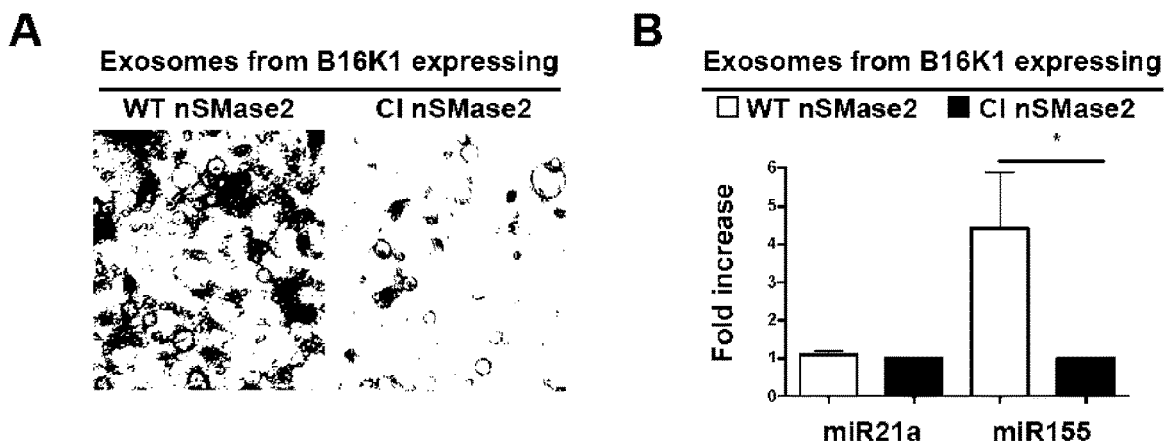 A
Exosomes from B16K1 expressing
WT nSMase2 CI nSMase2
B
Exosomes from B16K1 expressing
WT nSMase2 CI nSMase2
*
Fold increase
6
5
4
3
2
1
0
miR21a miR155